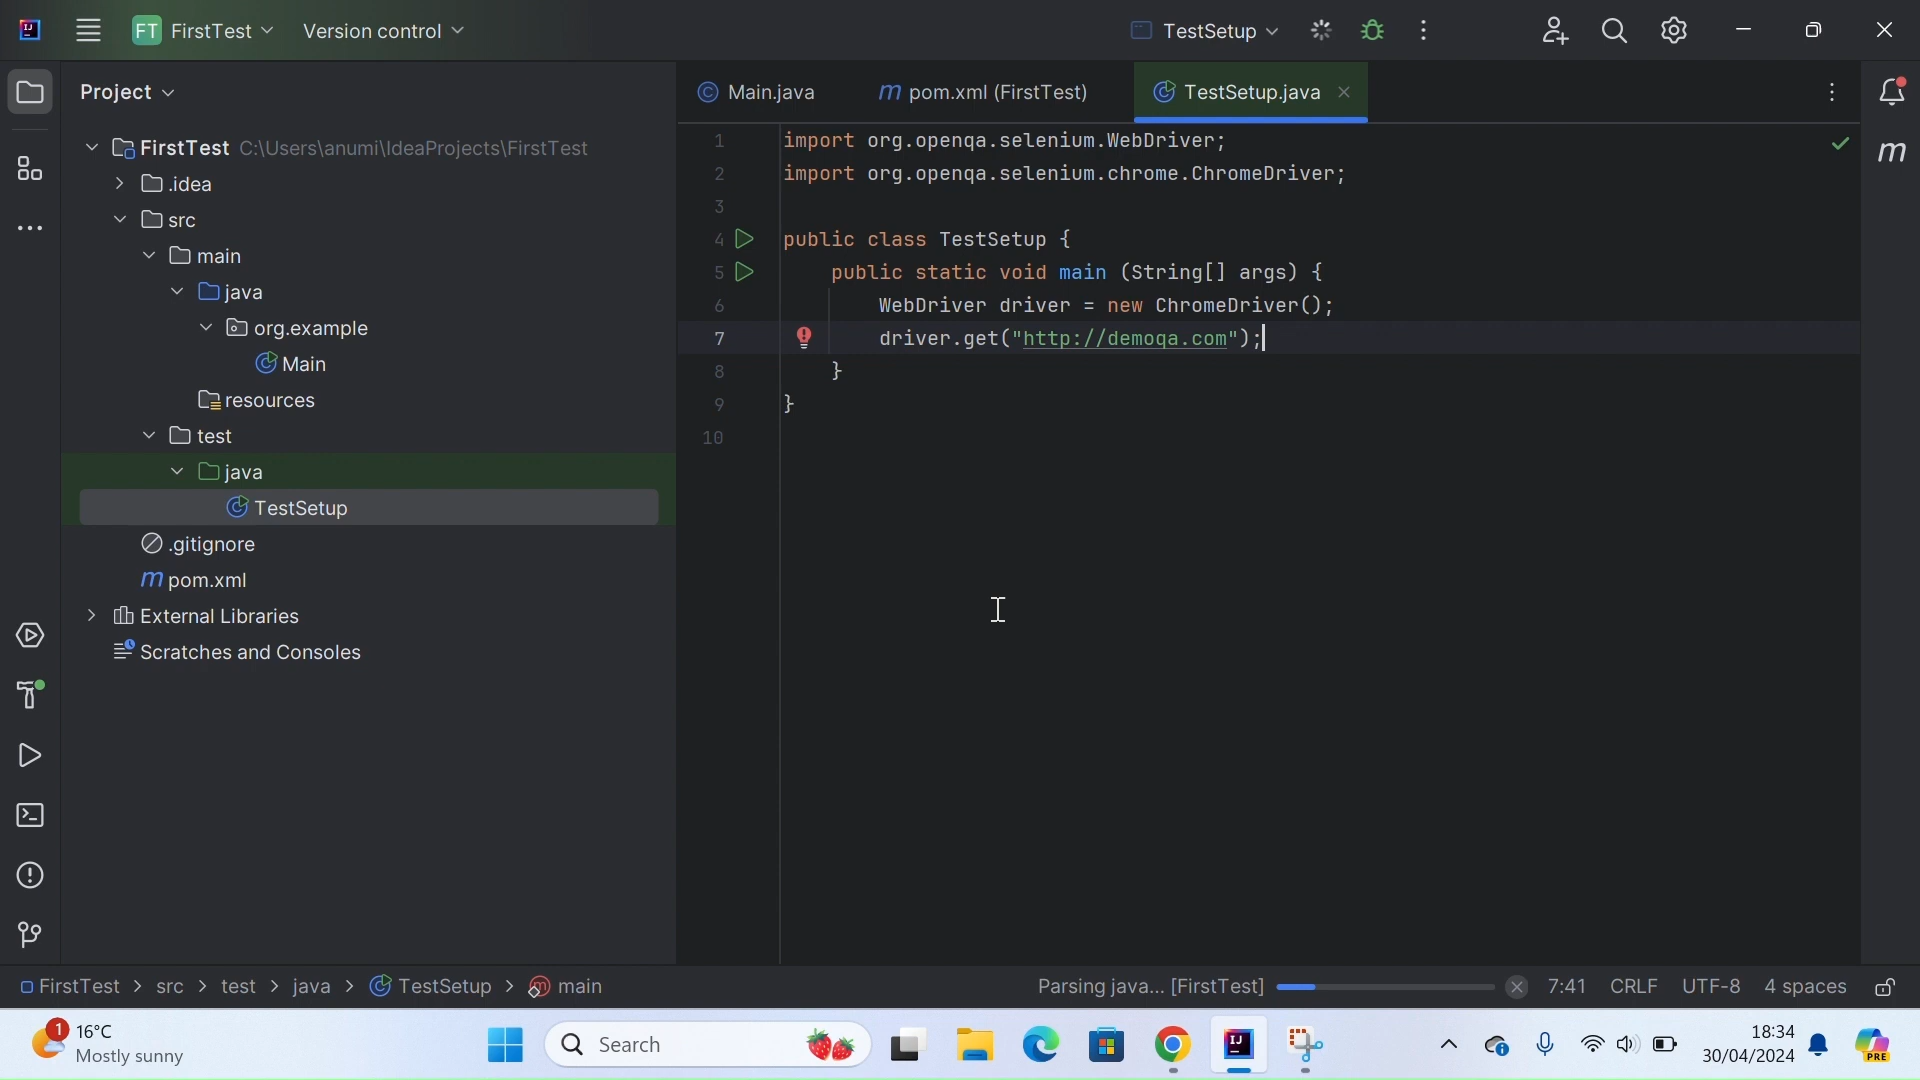 FT FirstTest Version control TestSetup
Project
Main.java m pom.xml (FirstTest) TestSetup.java
FirstTest C:\Users\anumi\IdeaProjects\FirstTest
.idea
src
main
java
org.example
Main
resources
test
java
TestSetup
.gitignore
m pom.xml
External Libraries
Scratches and Consoles
1 import org.openqa.selenium.WebDriver;
2 import org.openqa.selenium.chrome.ChromeDriver;
3
4 public class TestSetup {
5 public static void main (String[] args) {
6 WebDriver driver = new ChromeDriver();
7 driver.get("http://demoqa.com");
8 }
9 }
10
m
FirstTest > src > test > java > TestSetup > main
Parsing java... [FirstTest] 7:41 CRLF UTF-8 4 spaces
1 16°C
Mostly sunny
Search
18:34
30/04/2024
PRE